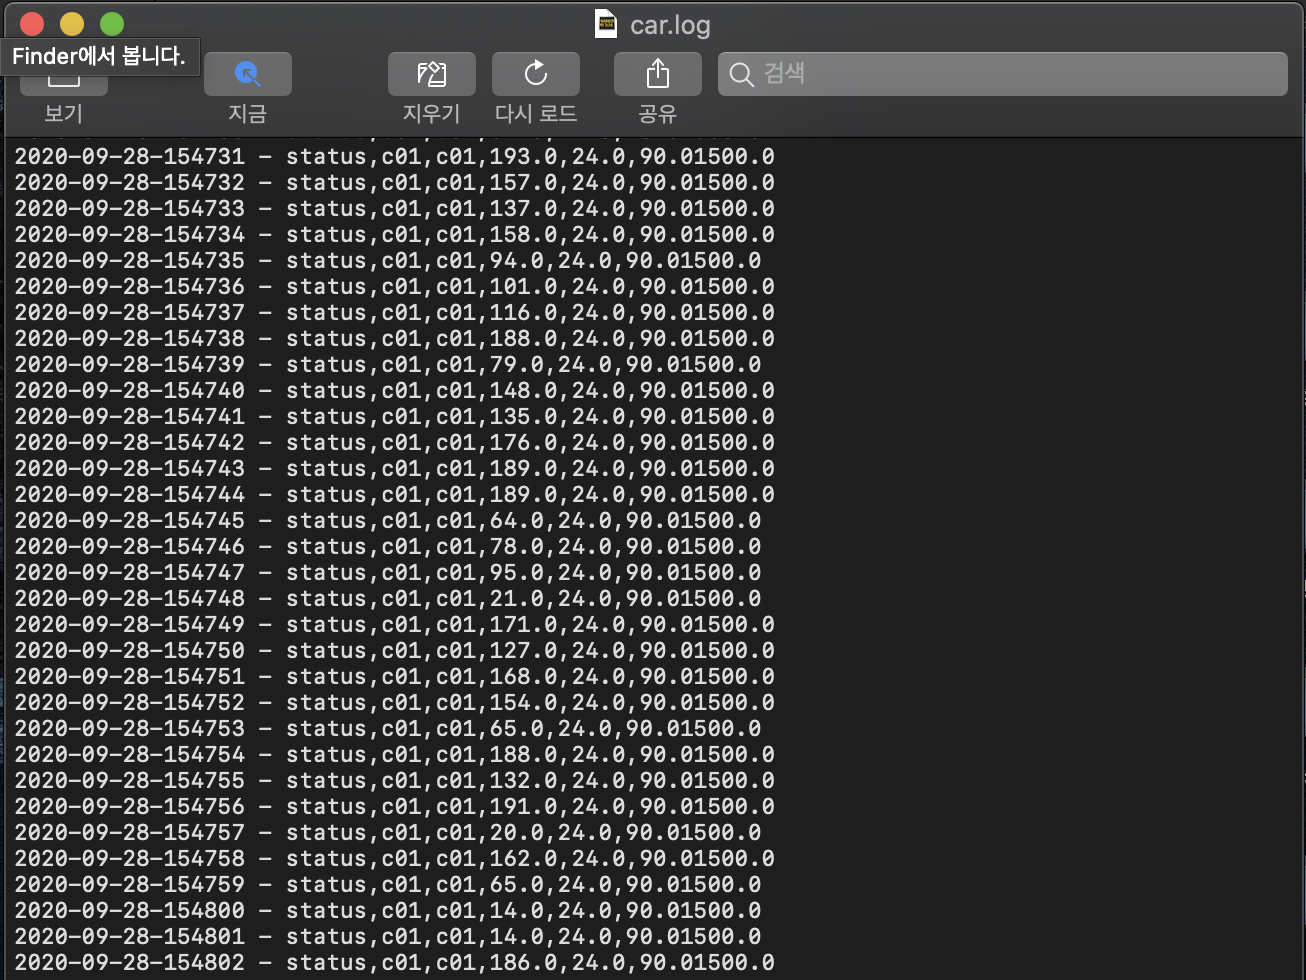 car.log
Finder에서 봅니다.
검색
보기
지금
지우기
다시 로드
공유
2020-09-28-154731 - status,c01,c01,193.0,24.0,90.01500.0
2020-09-28-154732 - status,c01,c01,157.0,24.0,90.01500.0
2020-09-28-154733 - status,c01,c01,137.0,24.0,90.01500.0
2020-09-28-154734 - status,c01,c01,158.0,24.0,90.01500.0
2020-09-28-154735 - status,c01,c01,94.0,24.0,90.01500.0
2020-09-28-154736 - status,c01,c01,101.0,24.0,90.01500.0
2020-09-28-154737 - status,c01,c01,116.0,24.0,90.01500.0
2020-09-28-154738 - status,c01,c01,188.0,24.0,90.01500.0
2020-09-28-154739 - status,c01,c01,79.0,24.0,90.01500.0
2020-09-28-154740 - status,c01,c01,148.0,24.0,90.01500.0
2020-09-28-154741 - status,c01,c01,135.0,24.0,90.01500.0
2020-09-28-154742 - status,c01,c01,176.0,24.0,90.01500.0
2020-09-28-154743 - status,c01,c01,189.0,24.0,90.01500.0
2020-09-28-154744 - status,c01,c01,189.0,24.0,90.01500.0
2020-09-28-154745 - status,c01,c01,64.0,24.0,90.01500.0
2020-09-28-154746 - status,c01,c01,78.0,24.0,90.01500.0
2020-09-28-154747 - status,c01,c01,95.0,24.0,90.01500.0
2020-09-28-154748 - status,c01,c01,21.0,24.0,90.01500.0
2020-09-28-154749 - status,c01,c01,171.0,24.0,90.01500.0
2020-09-28-154750 - status,c01,c01,127.0,24.0,90.01500.0
2020-09-28-154751 - status,c01,c01,168.0,24.0,90.01500.0
2020-09-28-154752 - status,c01,c01,154.0,24.0,90.01500.0
2020-09-28-154753 - status,c01,c01,65.0,24.0,90.01500.0
2020-09-28-154754 - status,c01,c01,188.0,24.0,90.01500.0
2020-09-28-154755 - status,c01,c01,132.0,24.0,90.01500.0
2020-09-28-154756 - status,c01,c01,191.0,24.0,90.01500.0
2020-09-28-154757 - status,c01,c01,20.0,24.0,90.01500.0
2020-09-28-154758 - status,c01,c01,162.0,24.0,90.01500.0
2020-09-28-154759 - status,c01,c01,65.0,24.0,90.01500.0
2020-09-28-154800 - status,c01,c01,14.0,24.0,90.01500.0
2020-09-28-154801 - status,c01,c01,14.0,24.0,90.01500.0
2020-09-28-154802 - status,c01,c01,186.0,24.0,90.01500.0